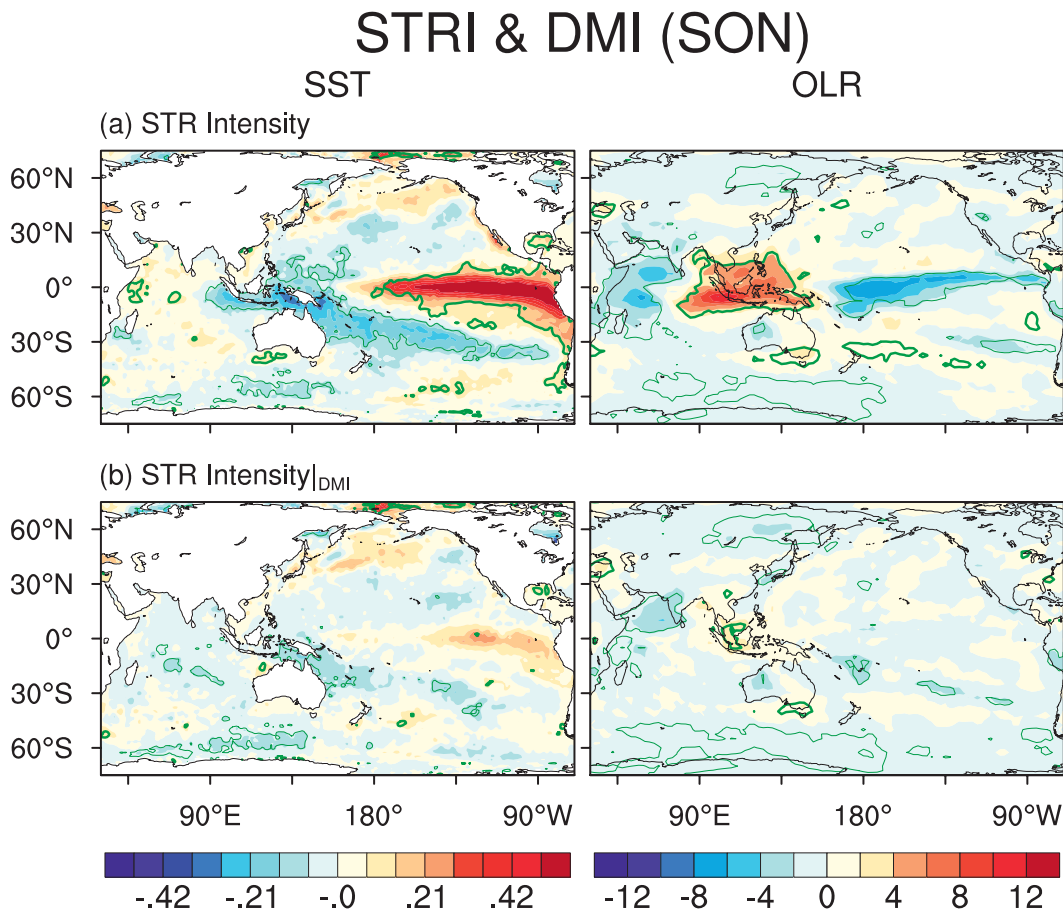 STRI & DMI (SON)
SST OLR
(a) STR Intensity
60°N
30°N
0°
30°S
60°S
(b) STR Intensity|DMI
60°N
30°N
0°
30°S
60°S
90°E 180° 90°W 90°E 180° 90°W
-.42 -.21 -.0 .21 .42 -12 -8 -4 0 4 8 12